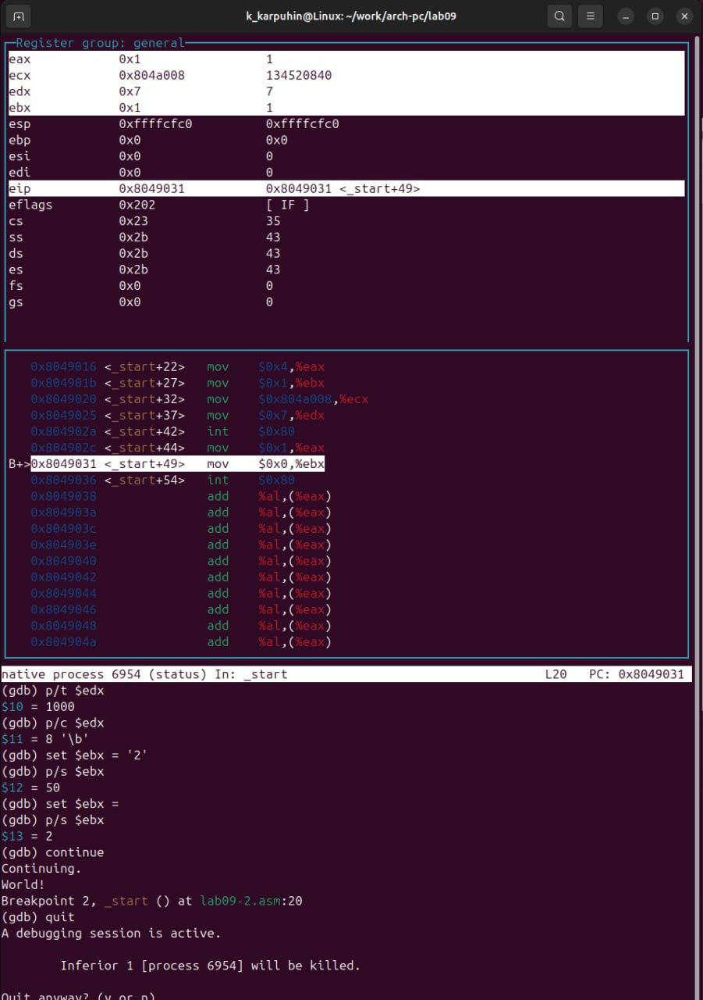 k_karpuhin@Linux: ~/work/arch-pc/lab09
Register group: general
eax 0x1 1
ecx 0x804a008 134520840
edx 0x7 7
ebx 0x1 1
esp 0xffffcfc0 0xffffcfc0
ebp 0x0 0x0
esi 0x0 0
edi 0x0 0
eip 0x8049031 0x8049031 <_start+49>
eflags 0x202 [ IF ]
cs 0x23 35
ss 0x2b 43
ds 0x2b 43
es 0x2b 43
fs 0x0 0
gs 0x0 0
0x8049016 <_start+22> mov $0x4,%eax
0x804901b <_start+27> mov $0x1,%ebx
0x8049020 <_start+32> mov $0x804a008,%ecx
0x8049025 <_start+37> mov $0x7,%edx
0x804902a <_start+42> int $0x80
0x804902c <_start+44> mov $0x1,%eax
B+>0x8049031 <_start+49> mov $0x0,%ebx
0x8049036 <_start+54> int $0x80
0x8049038 add %al,(%eax)
0x804903a add %al,(%eax)
0x804903c add %al,(%eax)
0x804903e add %al,(%eax)
0x8049040 add %al,(%eax)
0x8049042 add %al,(%eax)
0x8049044 add %al,(%eax)
0x8049046 add %al,(%eax)
0x8049048 add %al,(%eax)
0x804904a add %al,(%eax)
native process 6954 (status) In: _start L20 PC: 0x8049031
(gdb) p/t $edx
$10 = 1000
(gdb) p/c $edx
$11 = 8 '\b'
(gdb) set $ebx = '2'
(gdb) p/s $ebx
$12 = 50
(gdb) set $ebx =
(gdb) p/s $ebx
$13 = 2
(gdb) continue
Continuing.
World!
Breakpoint 2, _start () at lab09-2.asm:20
(gdb) quit
A debugging session is active.
Inferior 1 [process 6954] will be killed.
Quit anyway? (y or n)